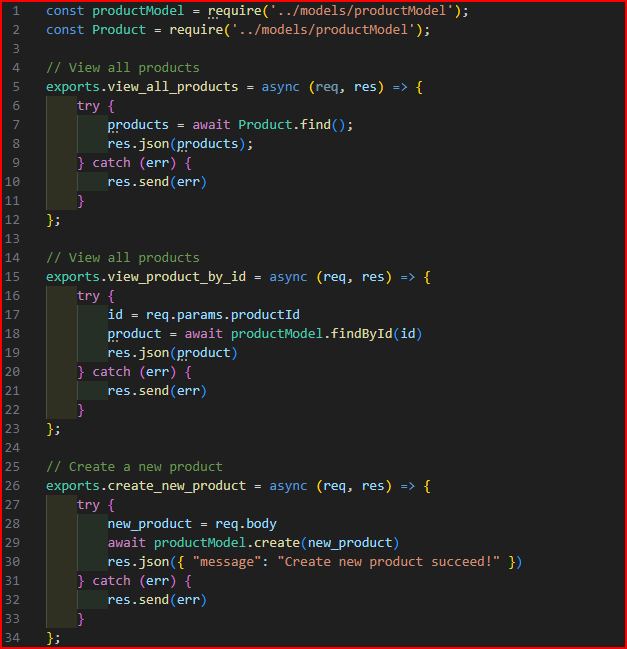 1 const productModel = require('../models/productModel');
2 const Product = require('../models/productModel');
3
4 // View all products
5 exports.view_all_products = async (req, res) => {
6     try {
7         products = await Product.find();
8         res.json(products);
9     } catch (err) {
10         res.send(err)
11     }
12 };
13
14 // View all products
15 exports.view_product_by_id = async (req, res) => {
16     try {
17         id = req.params.productId
18         product = await productModel.findById(id)
19         res.json(product)
20     } catch (err) {
21         res.send(err)
22     }
23 };
24
25 // Create a new product
26 exports.create_new_product = async (req, res) => {
27     try {
28         new_product = req.body
29         await productModel.create(new_product)
30         res.json({ "message": "Create new product succeed!" })
31     } catch (err) {
32         res.send(err)
33     }
34 };